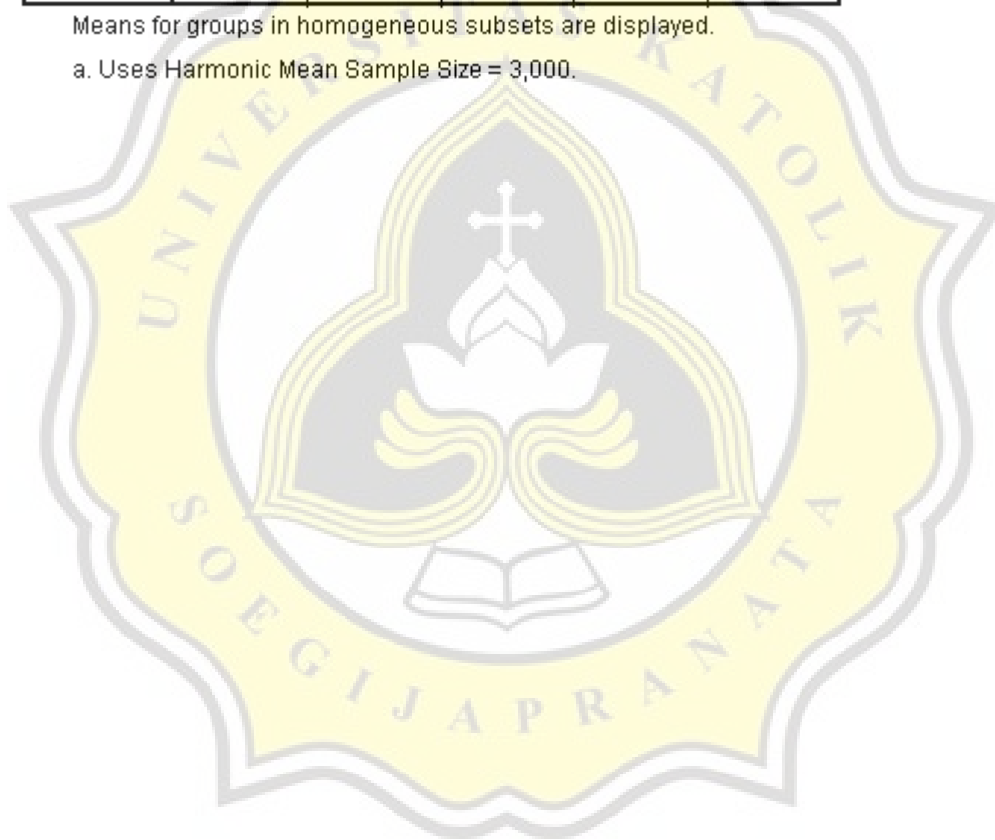 Means for groups in homogeneous subsets are displayed.
a. Uses Harmonic Mean Sample Size = 3,000.
UNIVERSITAS KATOLIK
SOEGIJAPRANATA